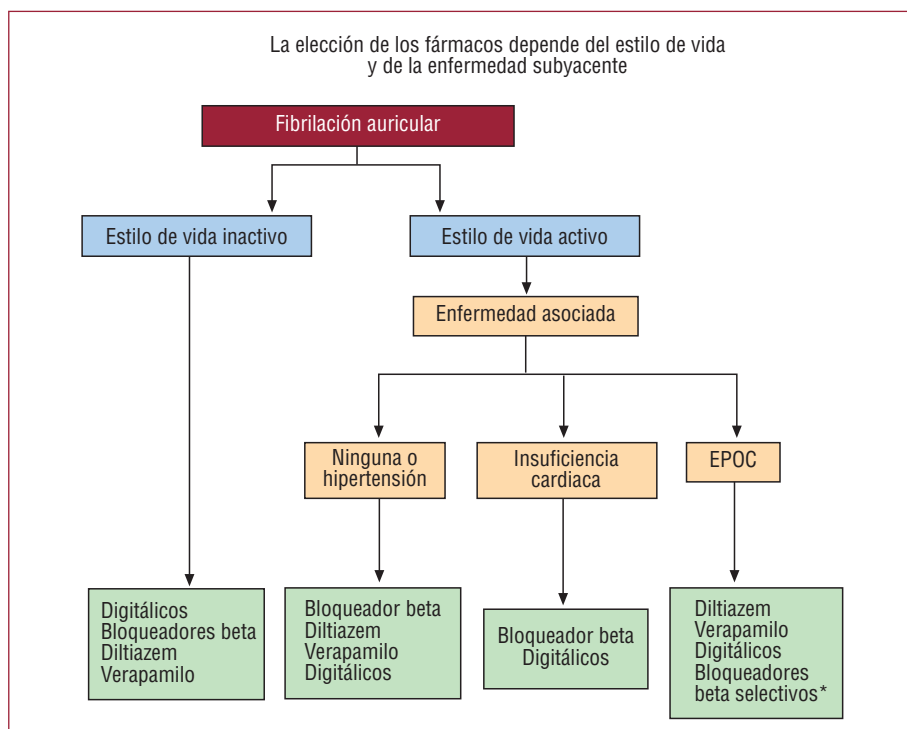 La elección de los fármacos depende del estilo de vida
y de la enfermedad subyacente
Fibrilación auricular
Estilo de vida inactivo
Estilo de vida activo
Enfermedad asociada
Ninguna o
hipertensión
Insuficiencia
cardiaca
EPOC
Digitálicos
Bloqueadores beta
Diltiazem
Verapamilo
Bloqueador beta
Diltiazem
Verapamilo
Digitálicos
Bloqueador beta
Digitálicos
Diltiazem
Verapamilo
Digitálicos
Bloqueadores
beta selectivos*